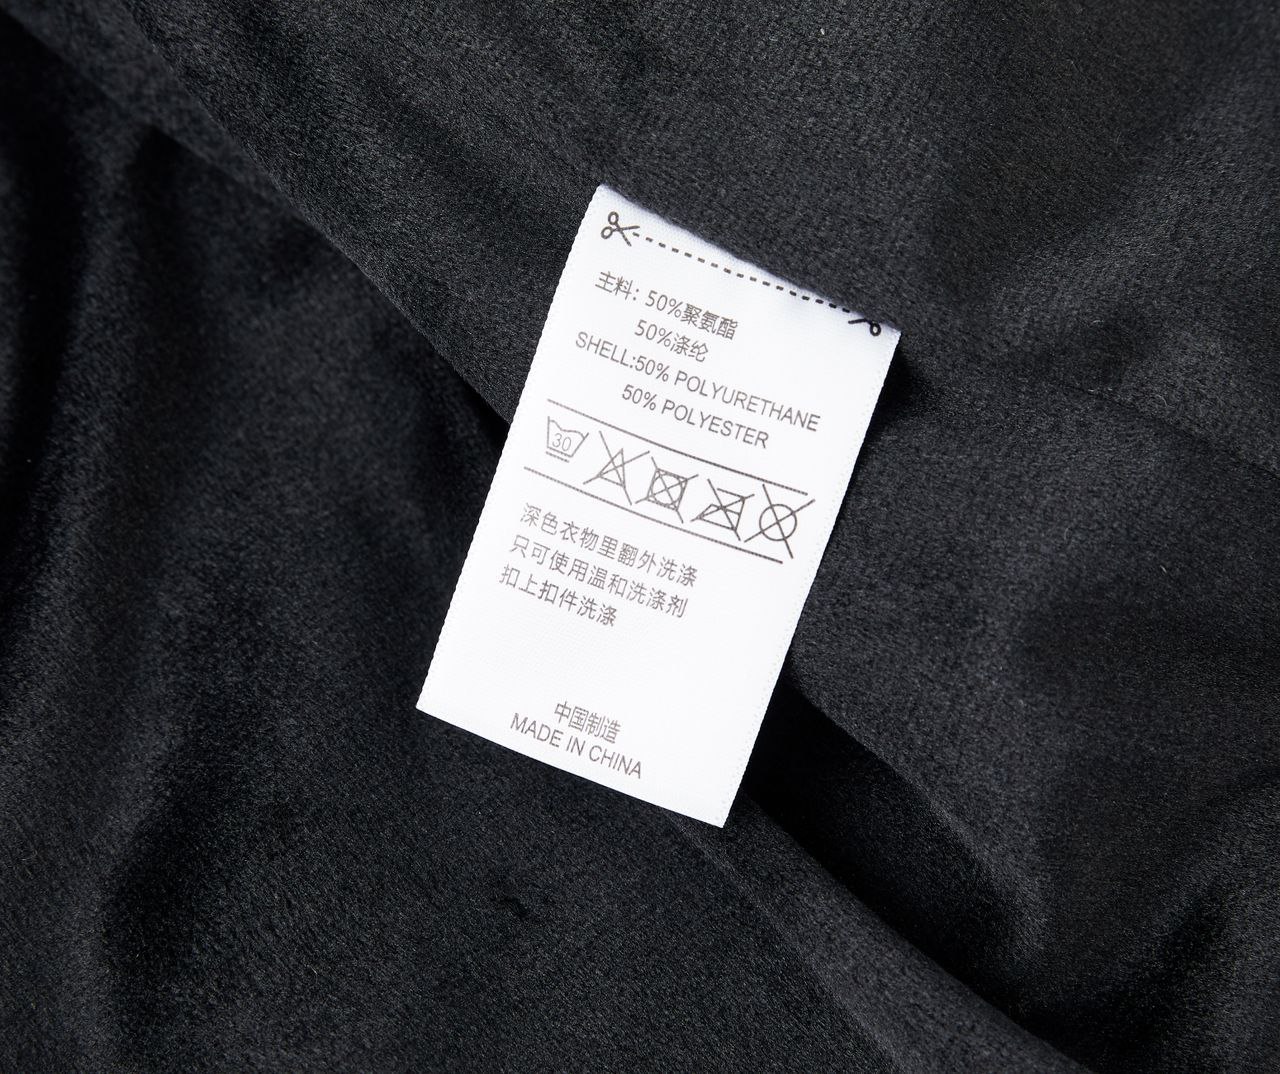 主料：50%聚氨酯
50%涤纶
SHELL:50% POLYURETHANE
50% POLYESTER
30
深色衣物里翻外洗涤
只可使用温和洗涤剂
扣上扣件洗涤
中国制造
MADE IN CHINA